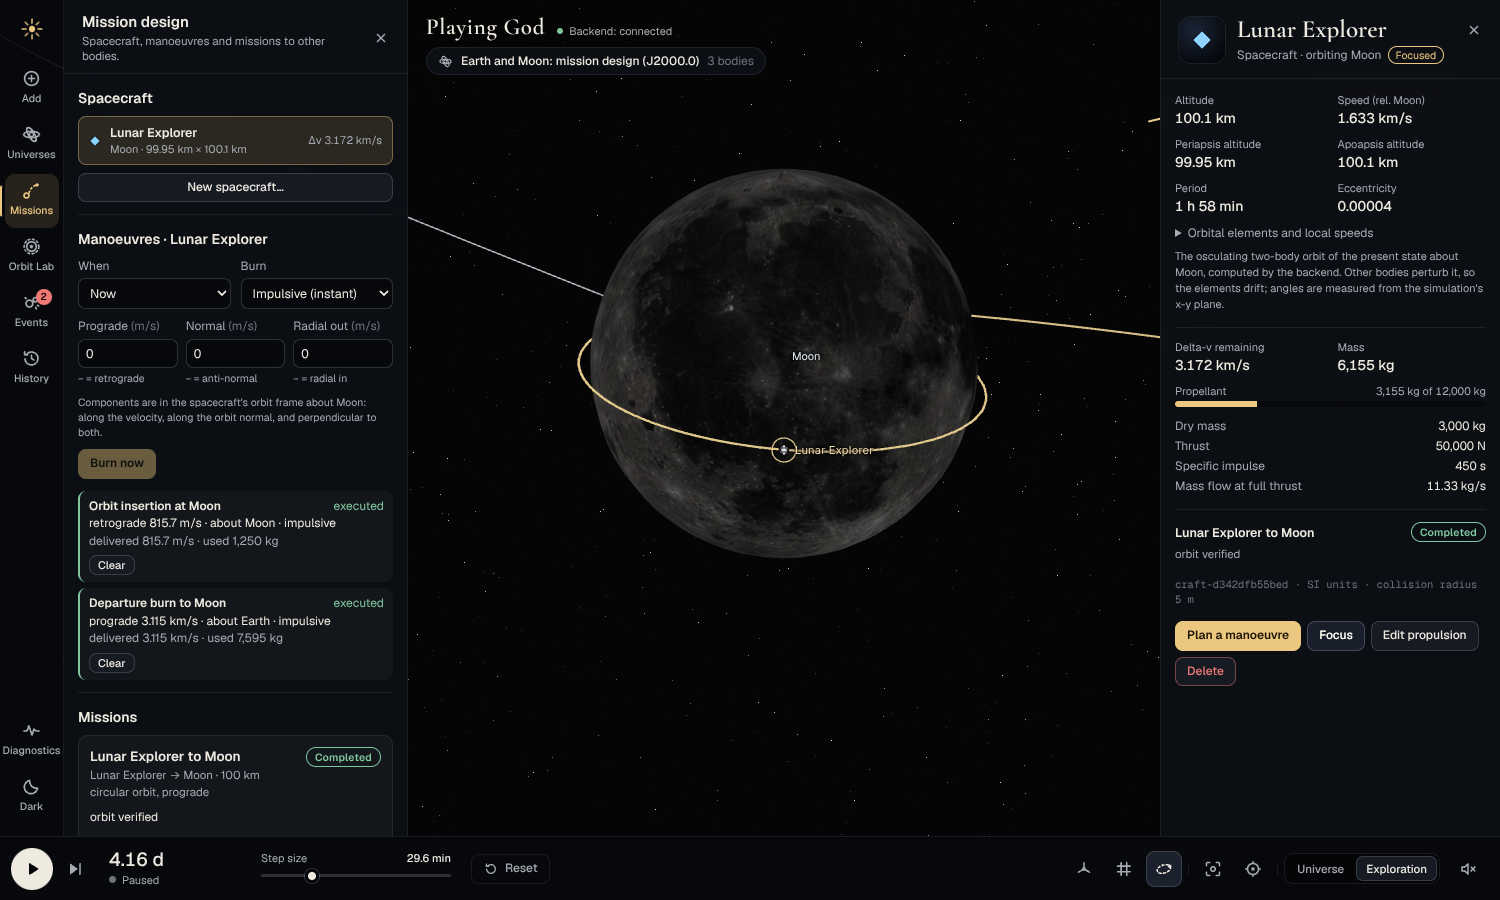 Add
Universes
Missions
Orbit Lab
2
Events
History
Diagnostics
Dark
Mission design
Spacecraft, manoeuvres and missions to other
bodies.
Spacecraft
Lunar Explorer
Moon · 99.95 km × 100.1 km
Δv 3.172 km/s
New spacecraft...
Manoeuvres · Lunar Explorer
When
Burn
Now
Impulsive (instant)
Prograde (m/s)
Normal (m/s)
Radial out (m/s)
0
0
0
− = retrograde
− = anti-normal
− = radial in
Components are in the spacecraft's orbit frame about Moon:
along the velocity, along the orbit normal, and perpendicular to
both.
Burn now
Orbit insertion at Moon
executed
retrograde 815.7 m/s · about Moon · impulsive
delivered 815.7 m/s · used 1,250 kg
Clear
Departure burn to Moon
executed
prograde 3.115 km/s · about Earth · impulsive
delivered 3.115 km/s · used 7,595 kg
Clear
Missions
Lunar Explorer to Moon
Completed
Lunar Explorer → Moon · 100 km
circular orbit, prograde
orbit verified
Playing God
Backend: connected
Earth and Moon: mission design (J2000.0)
3 bodies
Moon
Lunar Explorer
Lunar Explorer
Spacecraft · orbiting Moon
Focused
Altitude
Speed (rel. Moon)
100.1 km
1.633 km/s
Periapsis altitude
Apoapsis altitude
99.95 km
100.1 km
Period
Eccentricity
1 h 58 min
0.00004
Orbital elements and local speeds
The osculating two-body orbit of the present state about
Moon, computed by the backend. Other bodies perturb it, so
the elements drift; angles are measured from the simulation's
x-y plane.
Delta-v remaining
Mass
3.172 km/s
6,155 kg
Propellant
3,155 kg of 12,000 kg
Dry mass
3,000 kg
Thrust
50,000 N
Specific impulse
450 s
Mass flow at full thrust
11.33 kg/s
Lunar Explorer to Moon
Completed
orbit verified
craft-d342dfb55bed · SI units · collision radius
5 m
Plan a manoeuvre
Focus
Edit propulsion
Delete
4.16 d
Paused
Step size
29.6 min
Reset
Universe
Exploration